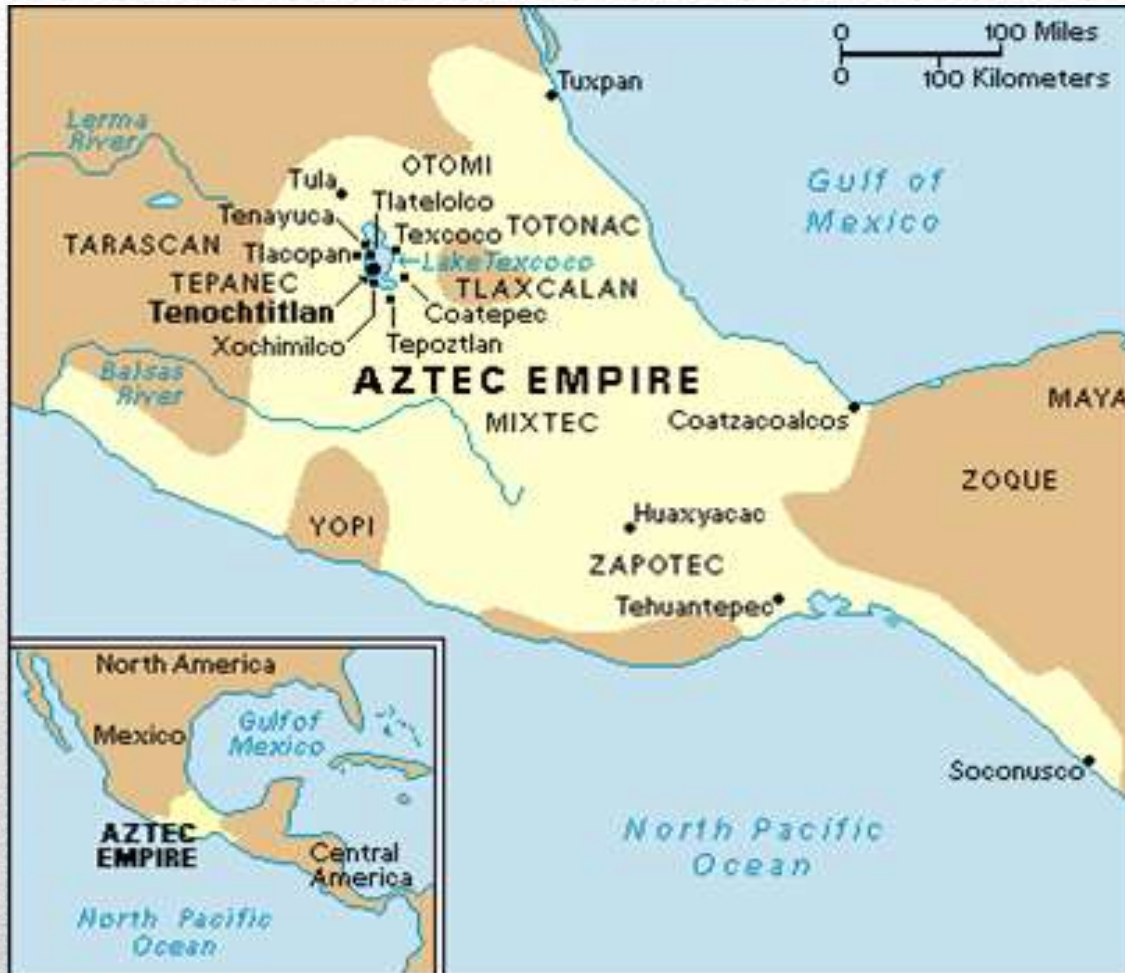 0 100 Miles
0 100 Kilometers
Tuxpan
Lerma
River
Gulf of
Mexico
OTOMI
Tula
Tlatelolco
Tenayuca
Texcoco
TOTONAC
TARASCAN
Tlacopan
Lake Texcoco
TEPANEC
TLAXCALAN
Tenochtitlan
Coatepec
Xochimilco
Tepoztlan
Balsas
River
AZTEC EMPIRE
MIXTEC
Coatzacoalcos
MAYA
ZOQUE
YOPI
Huaxyacac
ZAPOTEC
Tehuantepec
Soconusco
North Pacific
Ocean
North America
Mexico
Gulf of
Mexico
AZTEC
EMPIRE
Central
America
North Pacific
Ocean